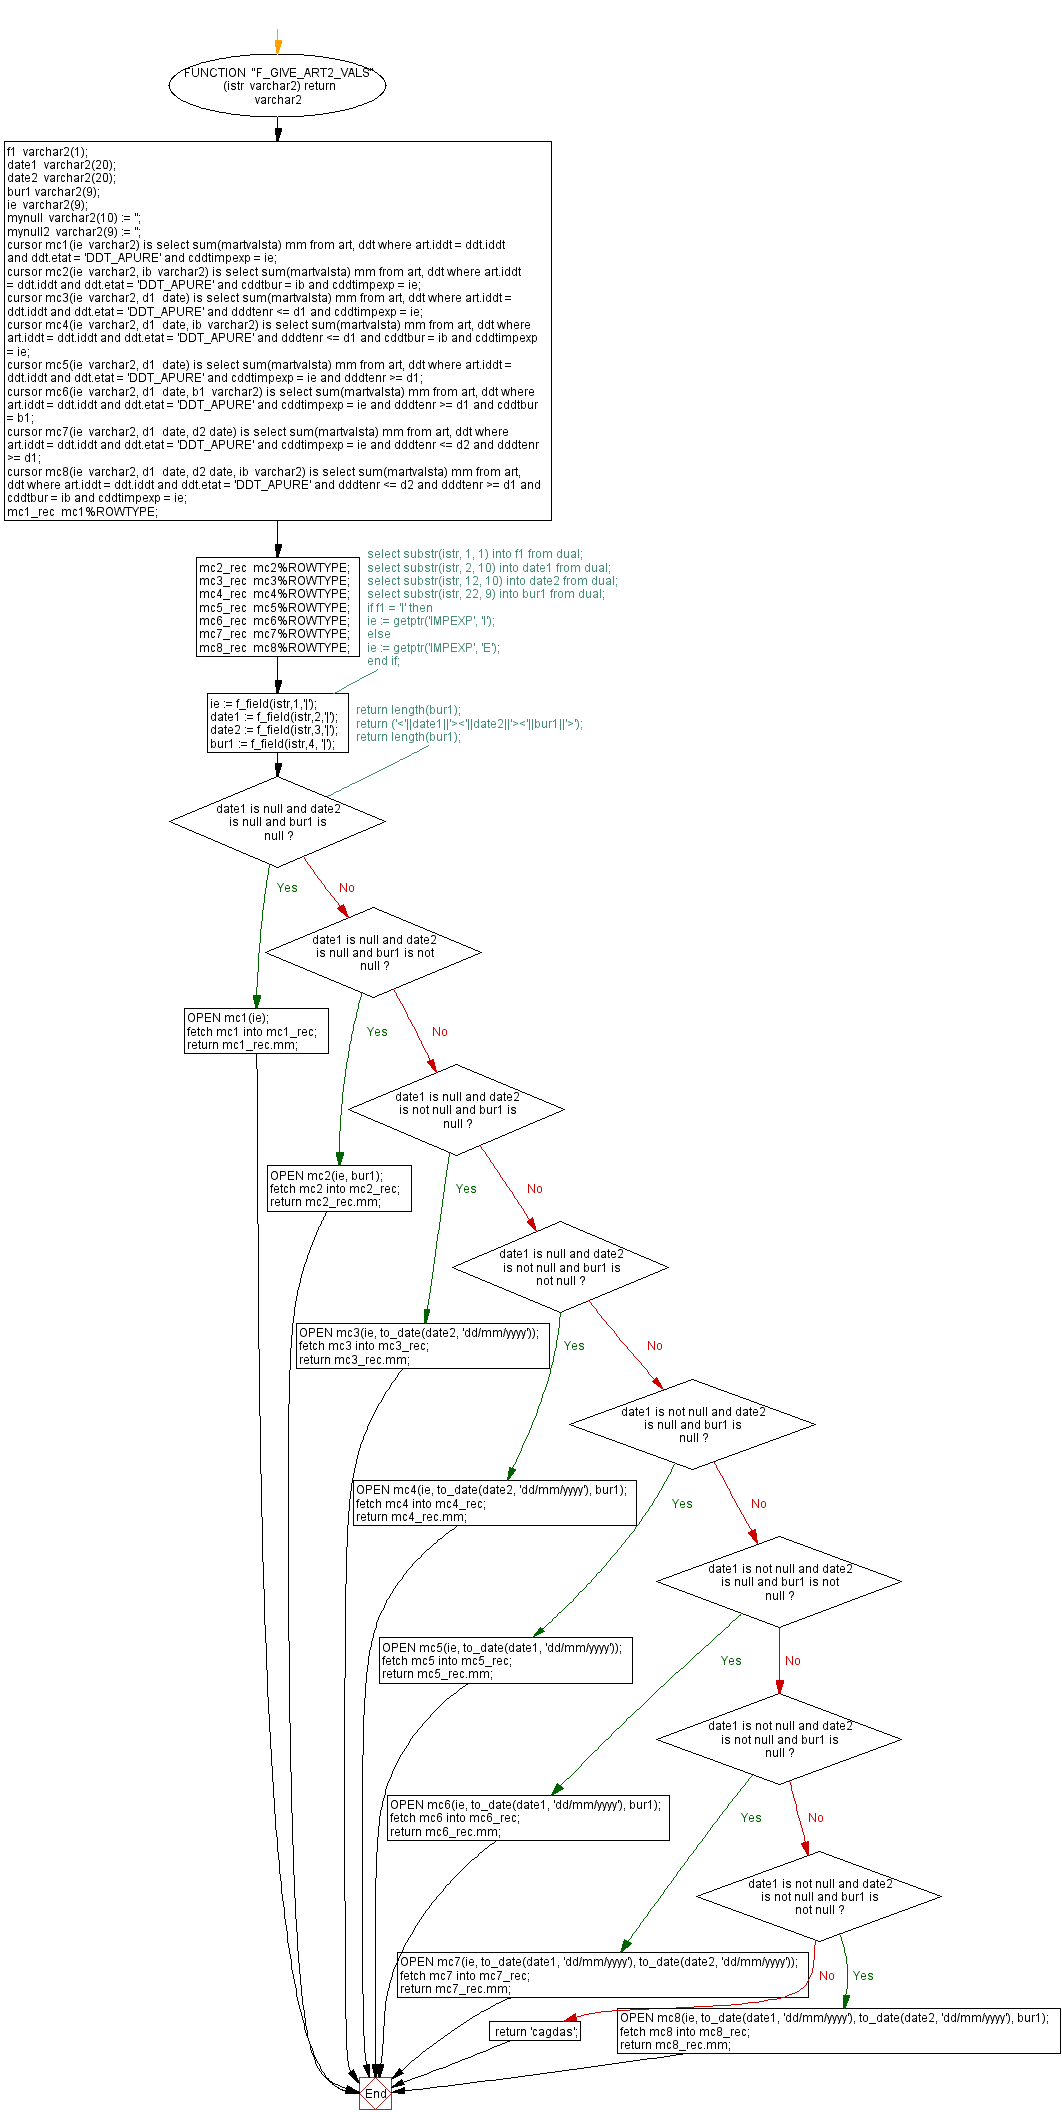 FUNCTION "F_GIVE_ART2_VALS"
(istr varchar2) return
varchar2
f1 varchar2(1);
date1 varchar2(20);
date2 varchar2(20);
bur1 varchar2(9);
ie varchar2(9);
mynull varchar2(10) := '';
mynull2 varchar2(9) := '';
cursor mc1(ie varchar2) is select sum(martvalsta) mm from art, ddt where art.iddt = ddt.iddt
and ddt.etat = 'DDT_APURE' and cddtimpexp = ie;
cursor mc2(ie varchar2, ib varchar2) is select sum(martvalsta) mm from art, ddt where art.iddt
= ddt.iddt and ddt.etat = 'DDT_APURE' and cddtbur = ib and cddtimpexp = ie;
cursor mc3(ie varchar2, d1 date) is select sum(martvalsta) mm from art, ddt where art.iddt =
ddt.iddt and ddt.etat = 'DDT_APURE' and dddtenr <= d1 and cddtimpexp = ie;
cursor mc4(ie varchar2, d1 date, ib varchar2) is select sum(martvalsta) mm from art, ddt where
art.iddt = ddt.iddt and ddt.etat = 'DDT_APURE' and dddtenr <= d1 and cddtbur = ib and cddtimpexp
= ie;
cursor mc5(ie varchar2, d1 date) is select sum(martvalsta) mm from art, ddt where art.iddt =
ddt.iddt and ddt.etat = 'DDT_APURE' and cddtimpexp = ie and dddtenr >= d1;
cursor mc6(ie varchar2, d1 date, b1 varchar2) is select sum(martvalsta) mm from art, ddt where
art.iddt = ddt.iddt and ddt.etat = 'DDT_APURE' and cddtimpexp = ie and dddtenr >= d1 and cddtbur
= b1;
cursor mc7(ie varchar2, d1 date, d2 date) is select sum(martvalsta) mm from art, ddt where
art.iddt = ddt.iddt and ddt.etat = 'DDT_APURE' and cddtimpexp = ie and dddtenr <= d2 and dddtenr
>= d1;
cursor mc8(ie varchar2, d1 date, d2 date, ib varchar2) is select sum(martvalsta) mm from art,
ddt where art.iddt = ddt.iddt and ddt.etat = 'DDT_APURE' and dddtenr <= d2 and dddtenr >= d1 and
cddtbur = ib and cddtimpexp = ie;
mc1_rec mc1%ROWTYPE;
mc2_rec mc2%ROWTYPE;
mc3_rec mc3%ROWTYPE;
mc4_rec mc4%ROWTYPE;
mc5_rec mc5%ROWTYPE;
mc6_rec mc6%ROWTYPE;
mc7_rec mc7%ROWTYPE;
mc8_rec mc8%ROWTYPE;
select substr(istr, 1, 1) into f1 from dual;
select substr(istr, 2, 10) into date1 from dual;
select substr(istr, 12, 10) into date2 from dual;
select substr(istr, 22, 9) into bur1 from dual;
if f1 = 'I' then
ie := getptr('IMPEXP', 'I');
else
ie := getptr('IMPEXP', 'E');
end if;
ie := f_field(istr,1,'|');
date1 := f_field(istr,2,'|');
date2 := f_field(istr,3,'|');
bur1 := f_field(istr,4, '|');
return length(bur1);
return ('<'||date1||'><'||date2||'><'||bur1||'>');
return length(bur1);
date1 is null and date2
is null and bur1 is
null ?
Yes
No
date1 is null and date2
is null and bur1 is not
null ?
OPEN mc1(ie);
fetch mc1 into mc1_rec;
return mc1_rec.mm;
Yes
No
date1 is null and date2
is not null and bur1 is
null ?
OPEN mc2(ie, bur1);
fetch mc2 into mc2_rec;
return mc2_rec.mm;
Yes
No
date1 is null and date2
is not null and bur1 is
not null ?
OPEN mc3(ie, to_date(date2, 'dd/mm/yyyy'));
fetch mc3 into mc3_rec;
return mc3_rec.mm;
Yes
No
date1 is not null and date2
is null and bur1 is
null ?
OPEN mc4(ie, to_date(date2, 'dd/mm/yyyy'), bur1);
fetch mc4 into mc4_rec;
return mc4_rec.mm;
Yes
No
date1 is not null and date2
is null and bur1 is not
null ?
OPEN mc5(ie, to_date(date1, 'dd/mm/yyyy'));
fetch mc5 into mc5_rec;
return mc5_rec.mm;
Yes
No
date1 is not null and date2
is not null and bur1 is
null ?
OPEN mc6(ie, to_date(date1, 'dd/mm/yyyy'), bur1);
fetch mc6 into mc6_rec;
return mc6_rec.mm;
Yes
No
date1 is not null and date2
is not null and bur1 is
not null ?
OPEN mc7(ie, to_date(date1, 'dd/mm/yyyy'), to_date(date2, 'dd/mm/yyyy'));
fetch mc7 into mc7_rec;
return mc7_rec.mm;
No
Yes
OPEN mc8(ie, to_date(date1, 'dd/mm/yyyy'), to_date(date2, 'dd/mm/yyyy'), bur1);
fetch mc8 into mc8_rec;
return mc8_rec.mm;
return 'cagdas';
End